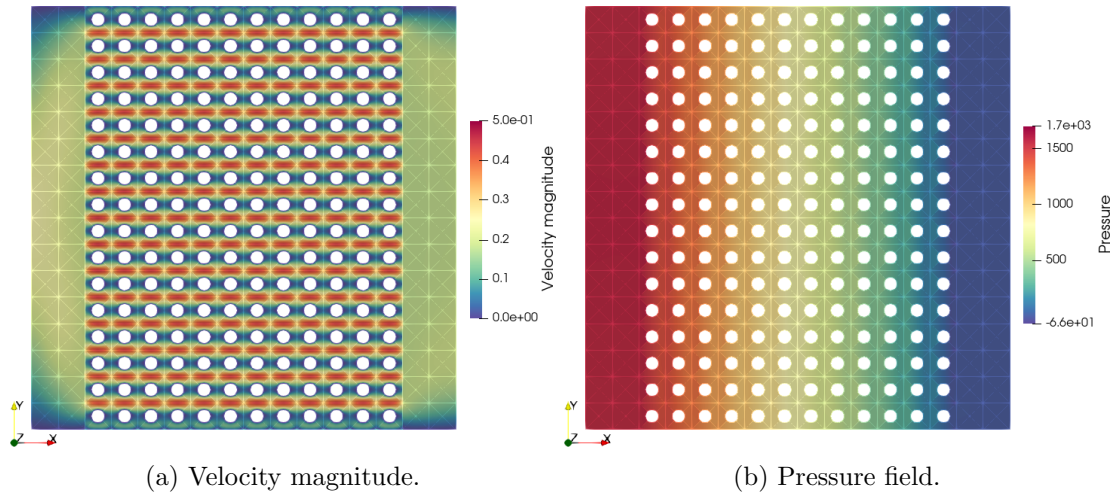 5.0e-01
0.4
0.3
0.2
0.1
0.0e+00
Velocity magnitude
Y
Z
X
1.7e+03
1500
1000
500
-6.6e+01
Pressure
Y
Z
X
(a) Velocity magnitude.
(b) Pressure field.